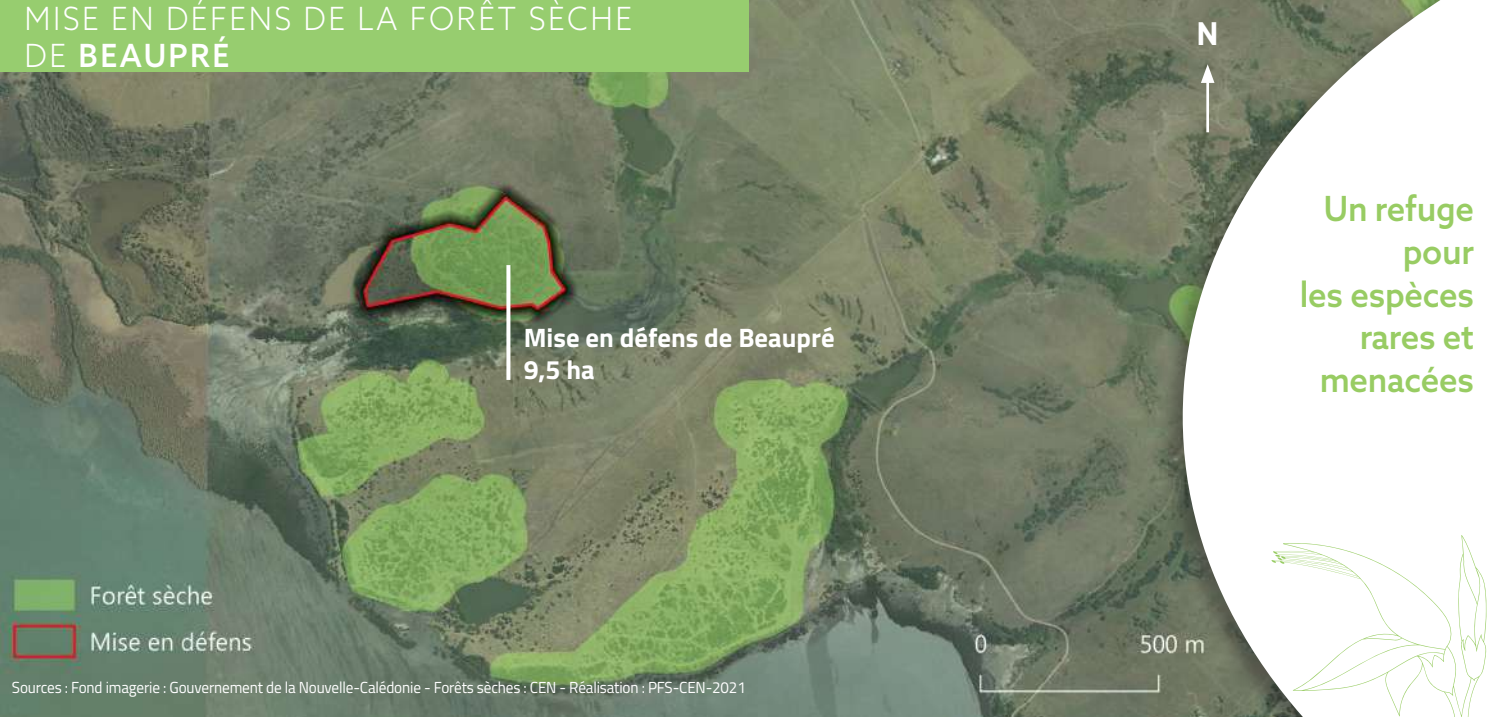 MISE EN DÉFENS DE LA FORÊT SÈCHE
DE BEAUPRÉ
N
Un refuge
pour
les espèces
rares et
menacées
Mise en défens de Beaupré
9,5 ha
Forêt sèche
Mise en défens
0 500 m
Sources : Fond imagerie : Gouvernement de la Nouvelle-Calédonie - Forêts sèches : CEN - Réalisation : PFS-CEN-2021